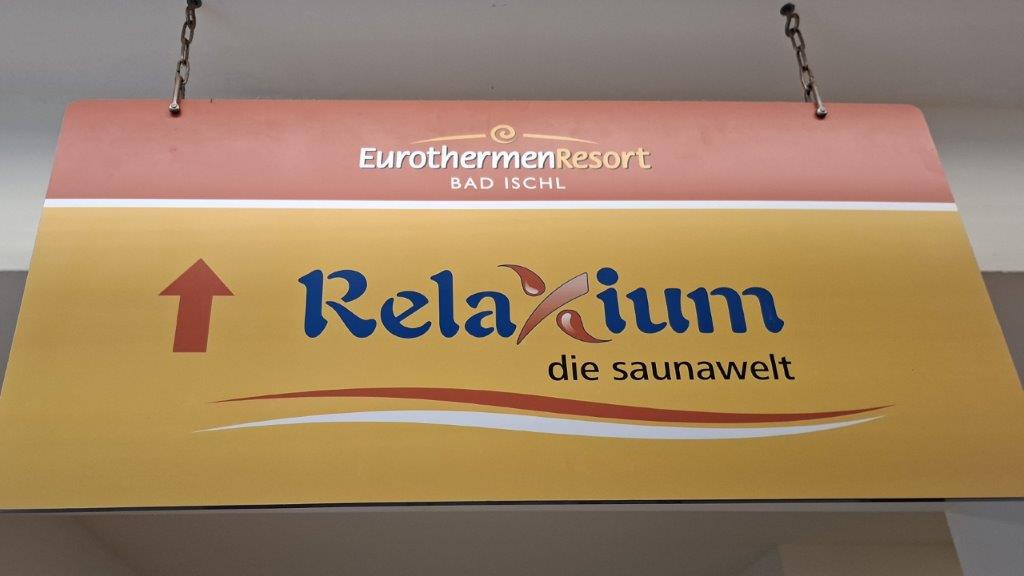 EurothermenResort
BAD ISCHL
Relaxium
die saunawelt